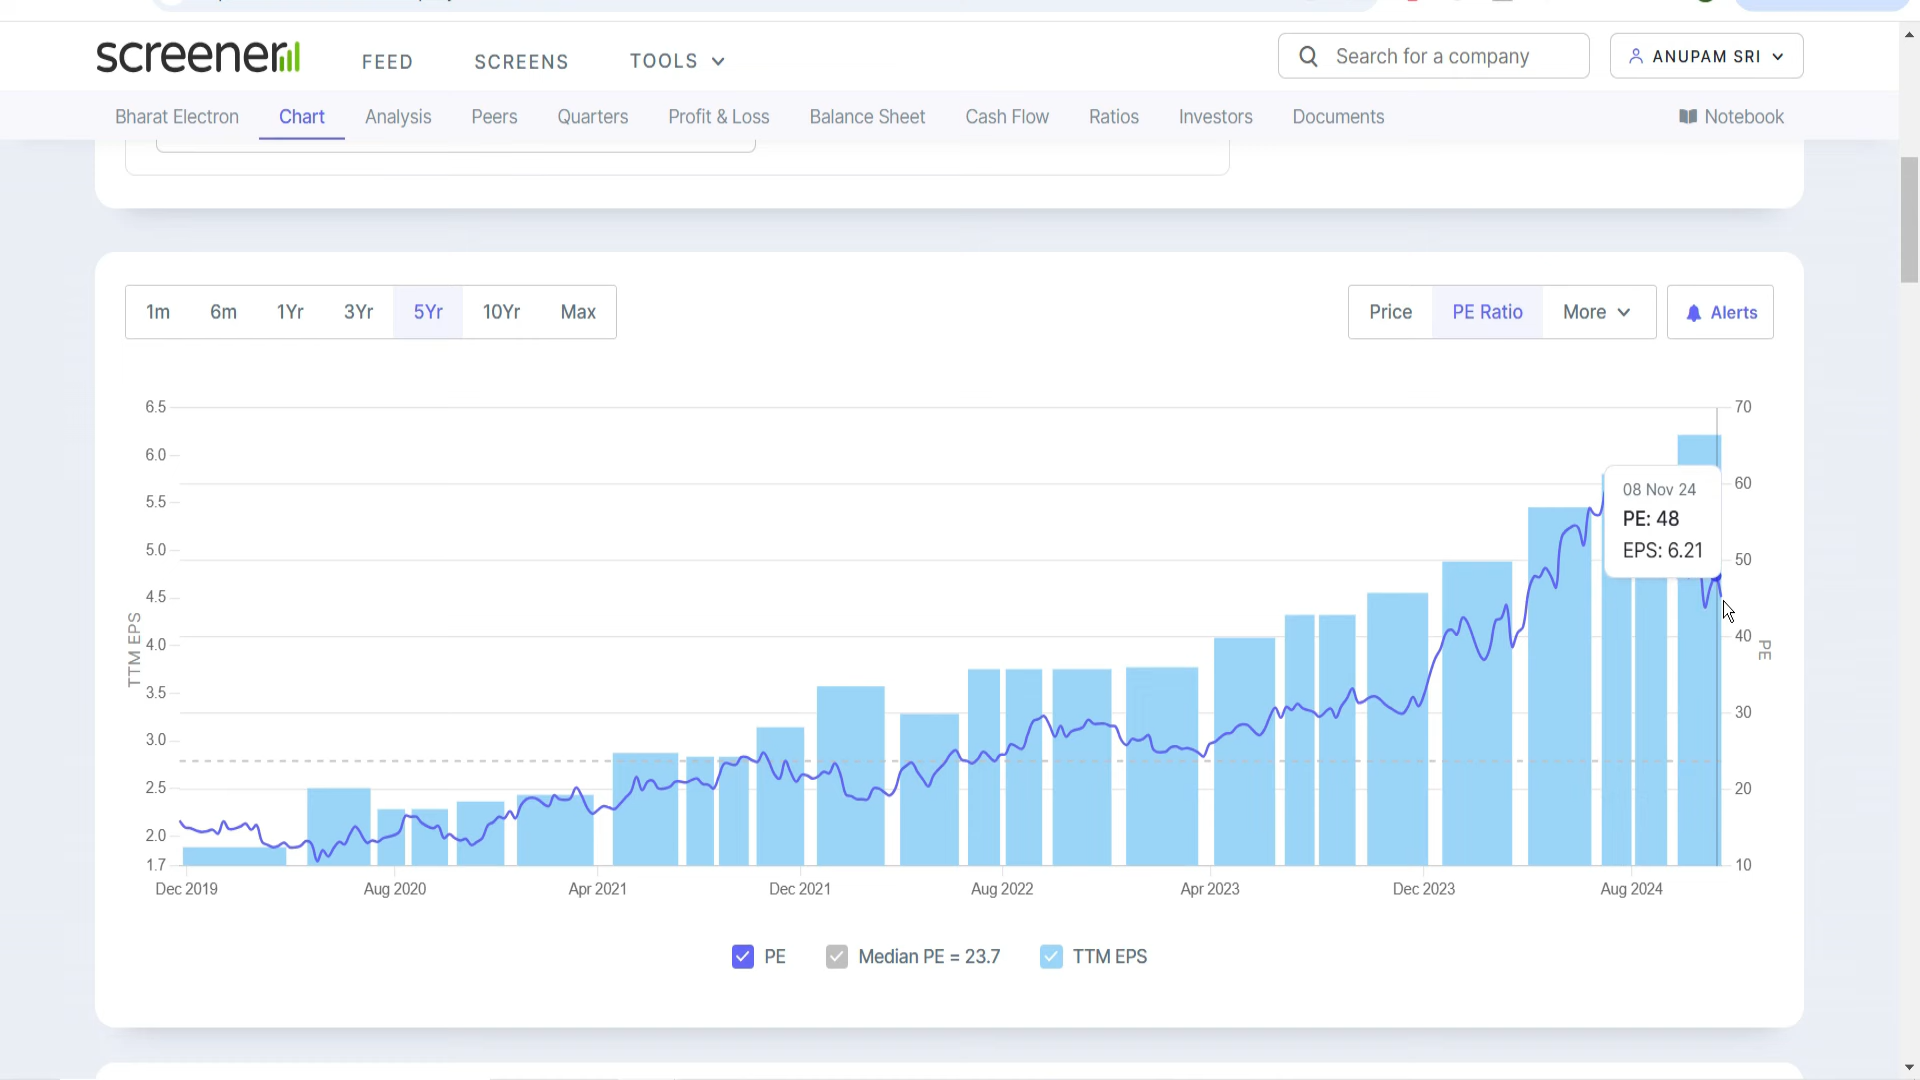 screener
FEED
SCREENS
TOOLS
Search for a company
ANUPAM SRI
Bharat Electron
Chart
Analysis
Peers
Quarters
Profit & Loss
Balance Sheet
Cash Flow
Ratios
Investors
Documents
Notebook
1m
6m
1Yr
3Yr
5Yr
10Yr
Max
Price
PE Ratio
More
Alerts
6.5
6.0
5.5
5.0
4.5
4.0
3.5
3.0
2.5
2.0
1.7
TTM EPS
70
60
50
40
30
20
10
PE
08 Nov 24
PE: 48
EPS: 6.21
Dec 2019
Aug 2020
Apr 2021
Dec 2021
Aug 2022
Apr 2023
Dec 2023
Aug 2024
PE
Median PE = 23.7
TTM EPS